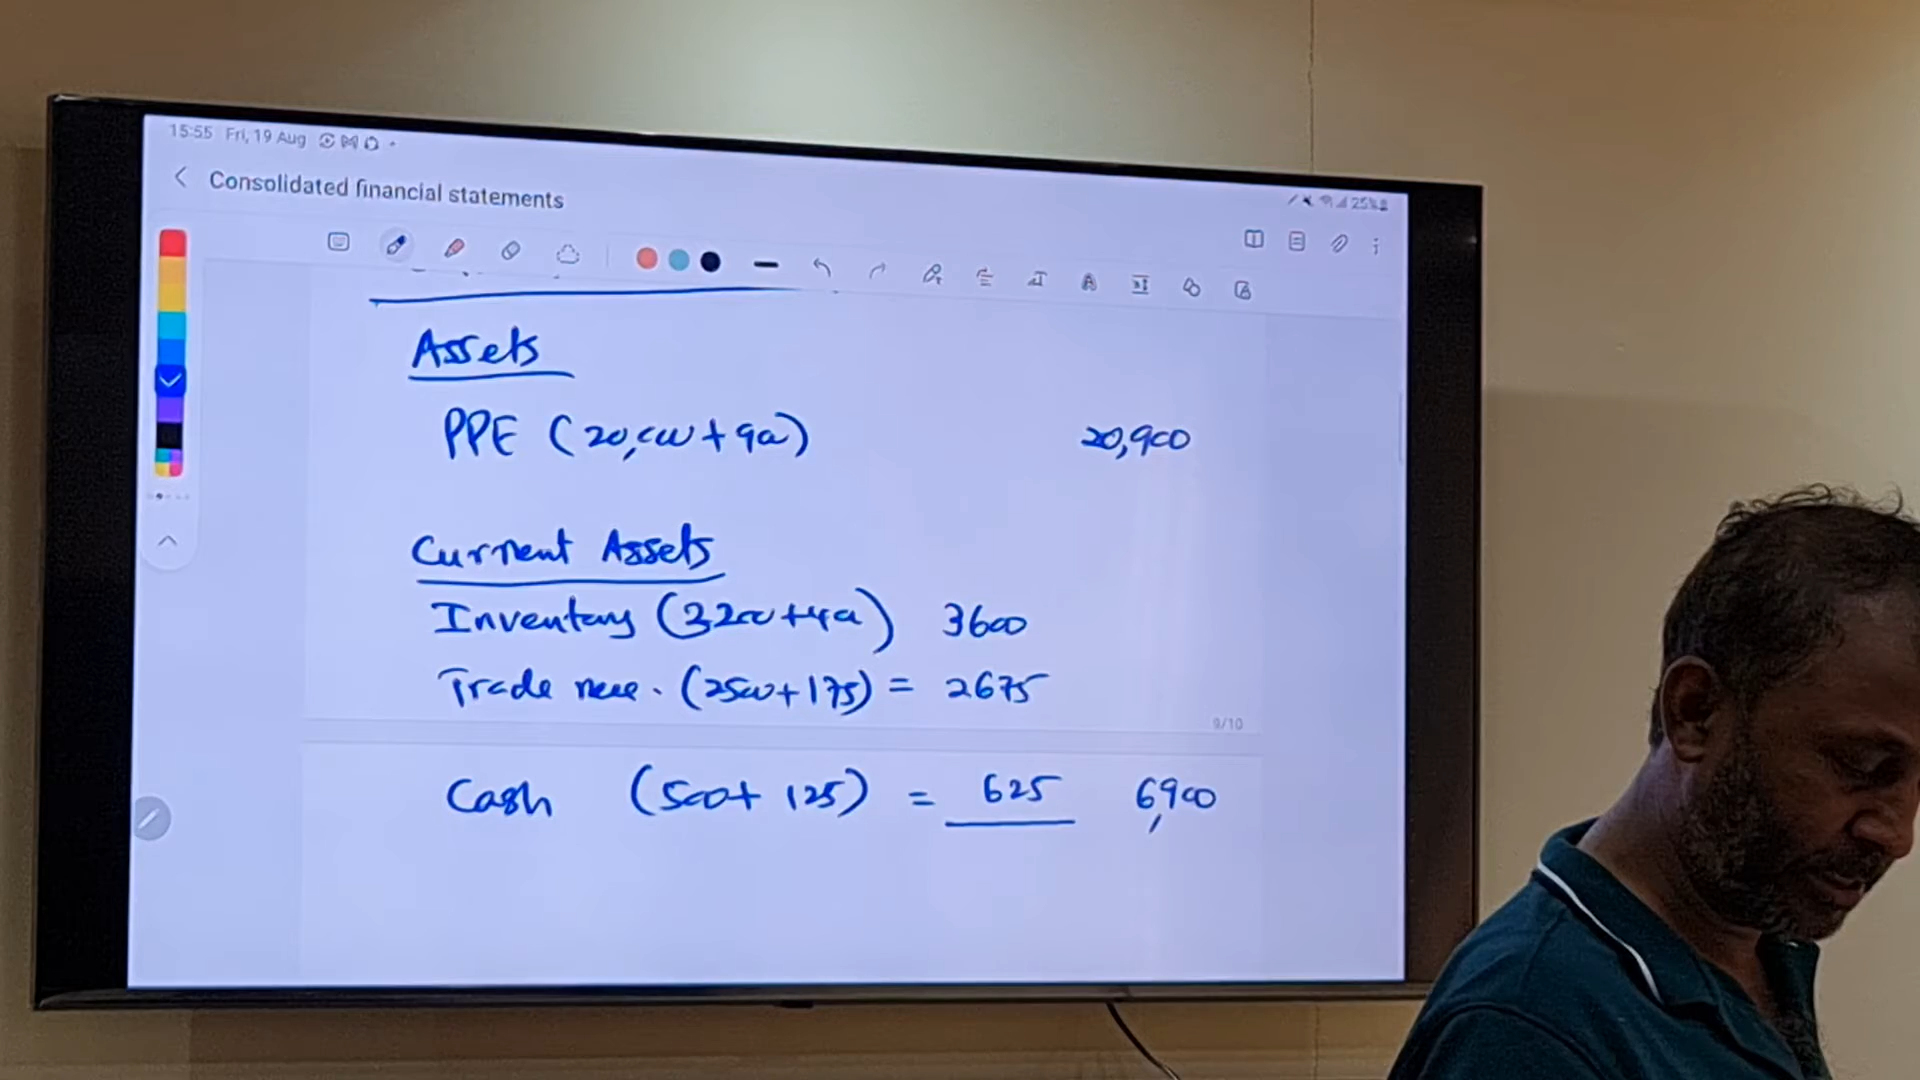 15:55 Fri, 19 Aug
25%
Consolidated financial statements
Assets
PPE (20,000+900) 20,900
Current Assets
Inventory (3200+400) 3600
Trade rece. (2500+175) = 2675
9/10
Cash (500+ 125) = 625 6,900